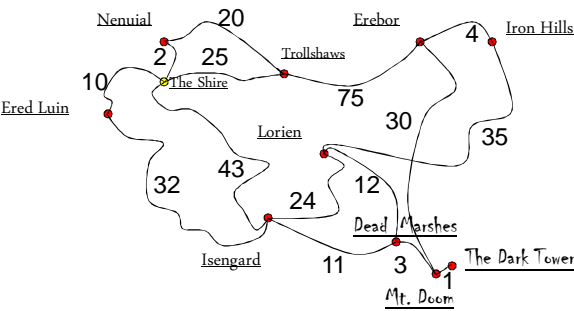 Nenuial
20
Erebor
4
Iron Hills
2
25
Trollshaws
10
The Shire
75
Ered Luin
30
Lorien
35
43
32
12
24
Dead Marshes
Isengard
11
3
The Dark Tower
1
Mt. Doom